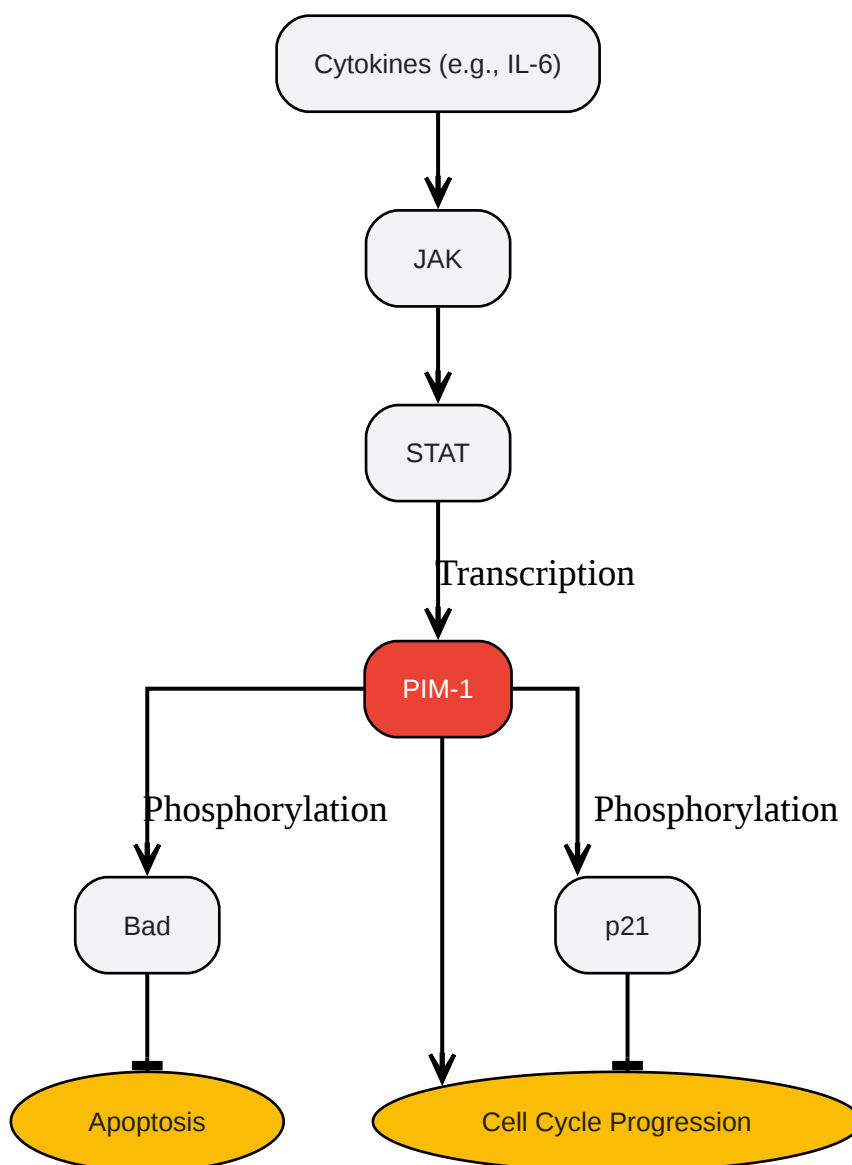 Cytokines (e.g., IL-6)
JAK
STAT
Transcription
PIM-1
Phosphorylation
Phosphorylation
Bad
p21
Apoptosis
Cell Cycle Progression